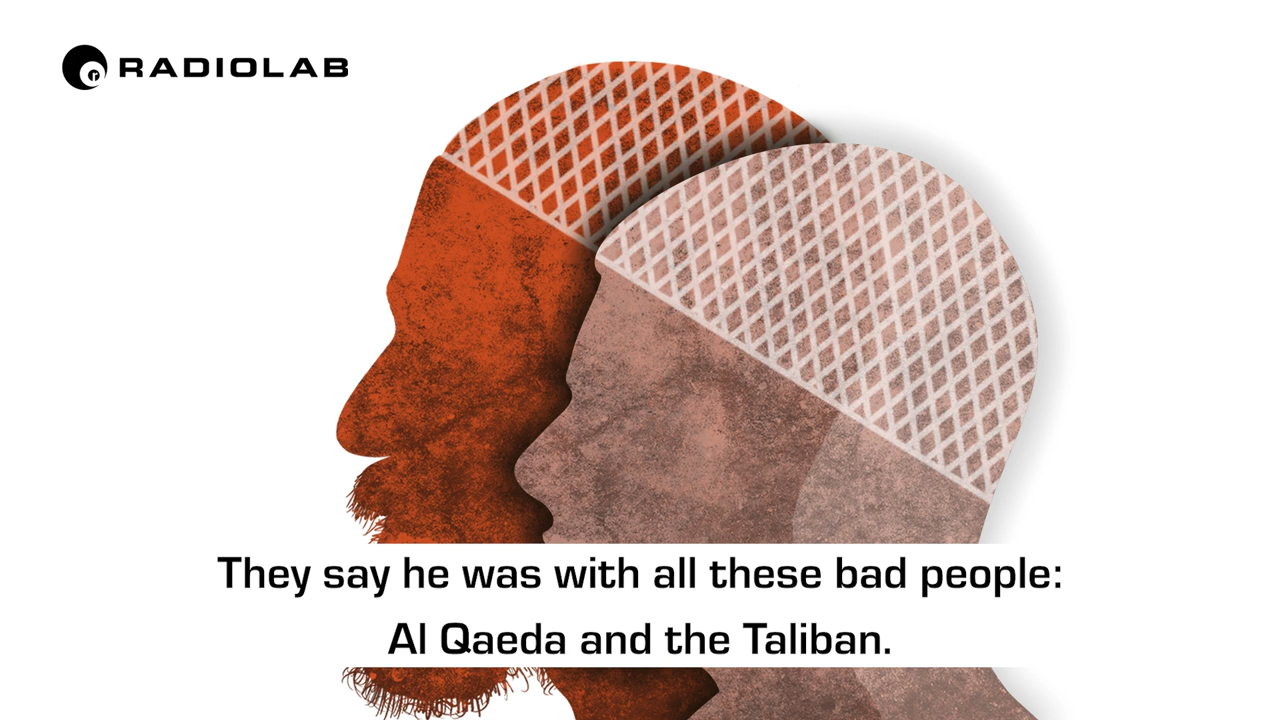 RADIOLAB
They say he was with all these bad people:
Al Qaeda and the Taliban.